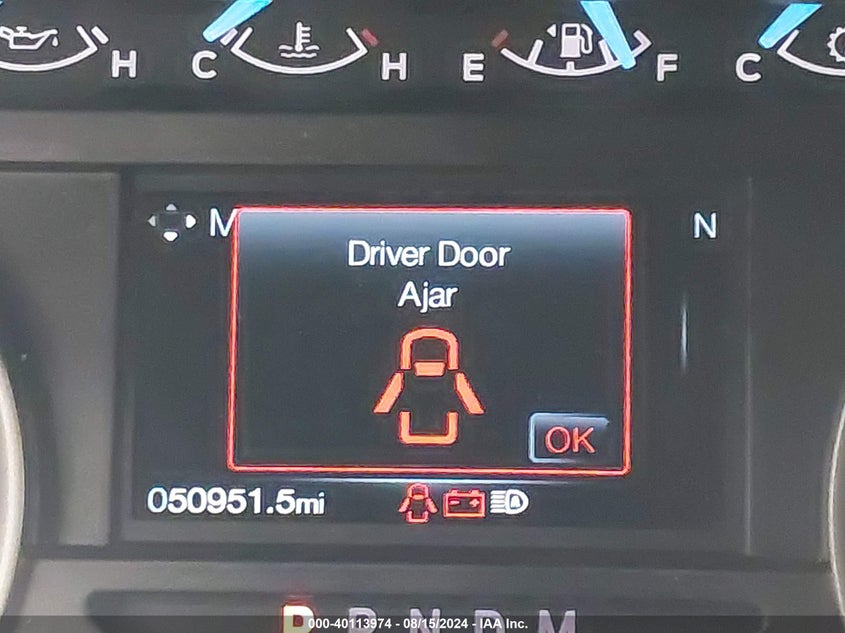 H C H E F C
M N
Driver Door
Ajar
OK
050951.5mi
P R N D M
000-40113974 - 08/15/2024 - IAA Inc.